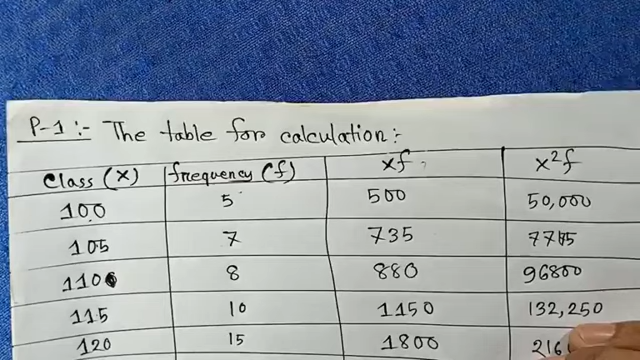 P-1:- The table for calculation:-
Class (x) frequency (f) xf x²f
100 5 500 50,000
105 7 735 7715
110 8 880 96800
115 10 1150 132,250
120 15 1800